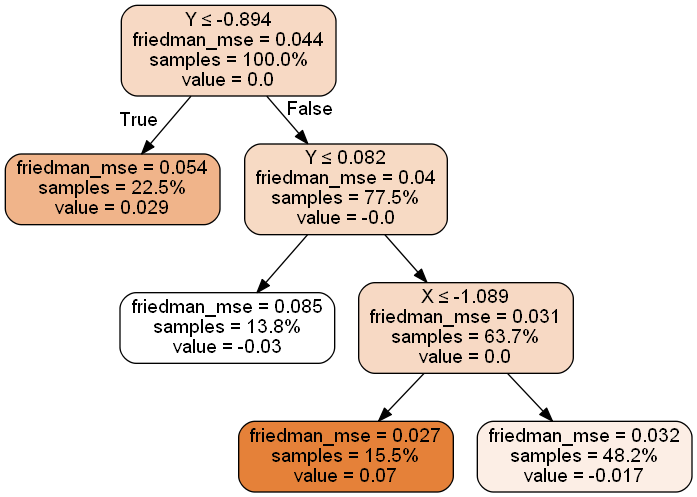 Y ≤ -0.894
friedman_mse = 0.044
samples = 100.0%
value = 0.0
True
False
friedman_mse = 0.054
samples = 22.5%
value = 0.029
Y ≤ 0.082
friedman_mse = 0.04
samples = 77.5%
value = -0.0
friedman_mse = 0.085
samples = 13.8%
value = -0.03
X ≤ -1.089
friedman_mse = 0.031
samples = 63.7%
value = 0.0
friedman_mse = 0.027
samples = 15.5%
value = 0.07
friedman_mse = 0.032
samples = 48.2%
value = -0.017